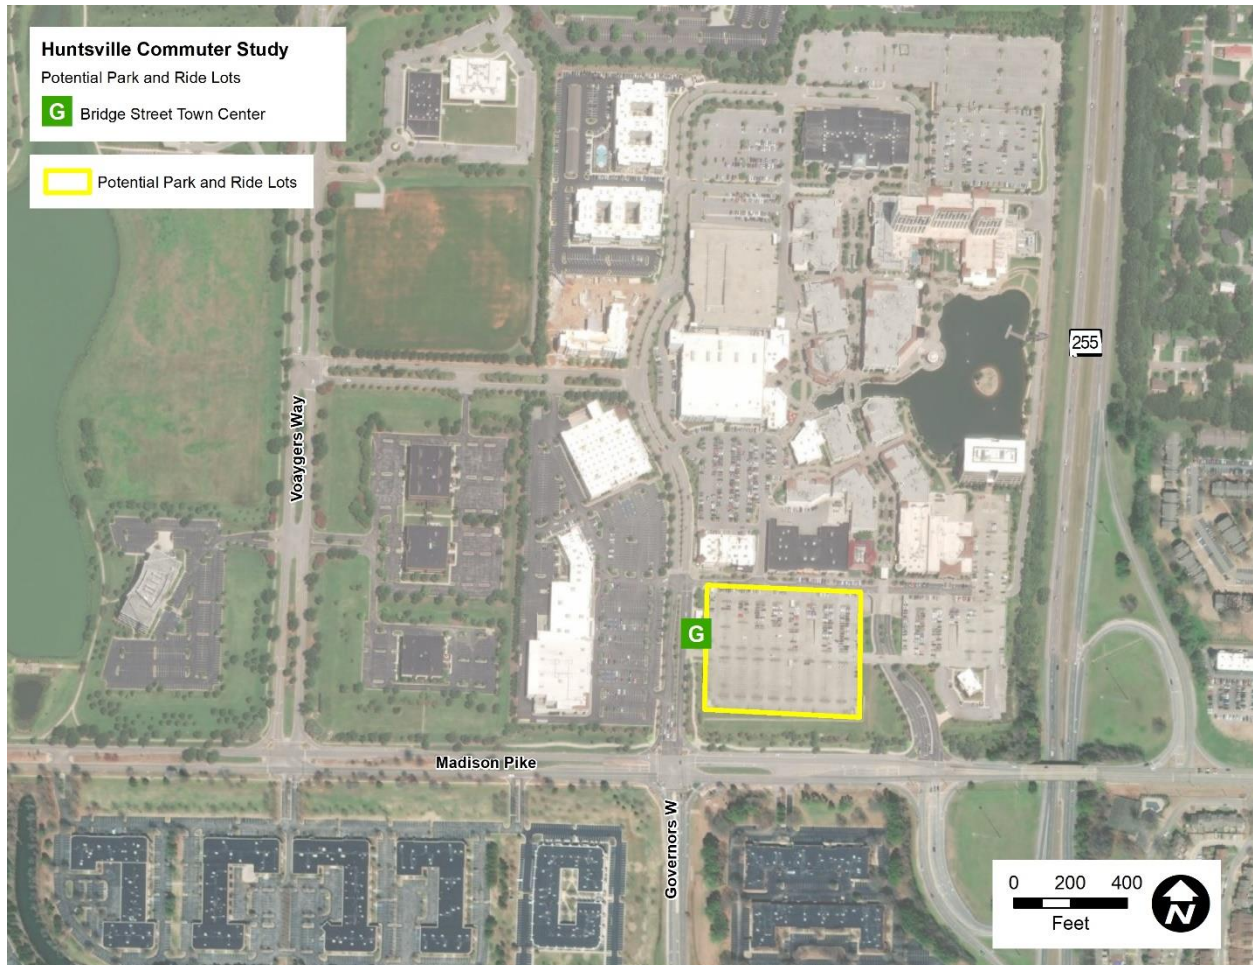 Huntsville Commuter Study
Potential Park and Ride Lots
G Bridge Street Town Center
Potential Park and Ride Lots
255
Voaygers Way
G
Madison Pike
Governors W
0 200 400
Feet
N